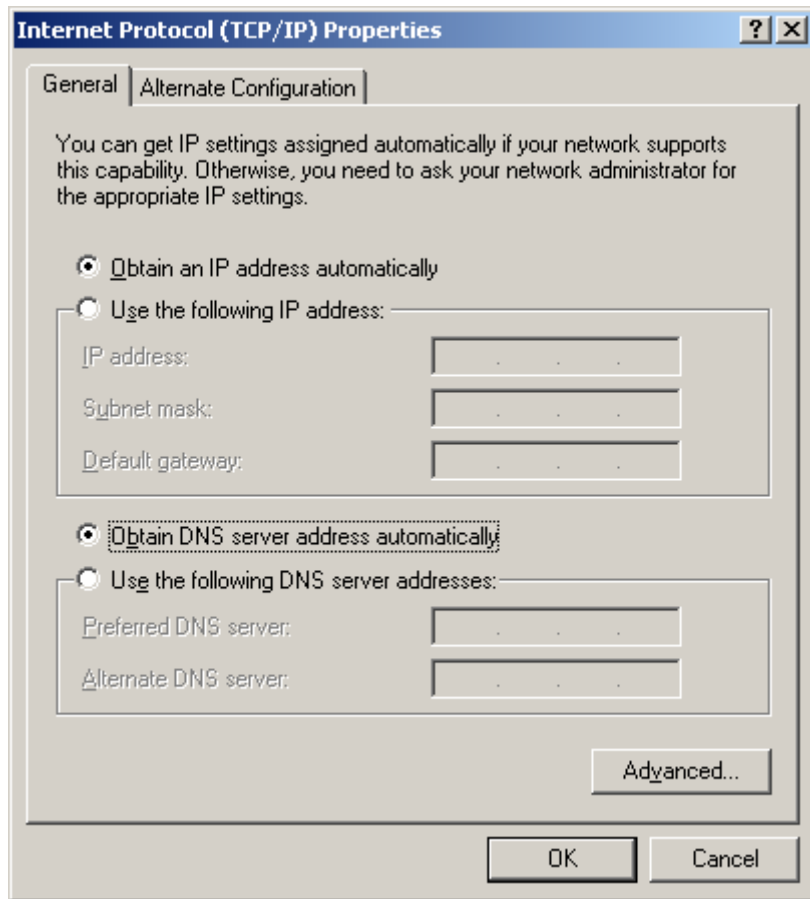 Internet Protocol (TCP/IP) Properties
General
Alternate Configuration
You can get IP settings assigned automatically if your network supports
this capability. Otherwise, you need to ask your network administrator for
the appropriate IP settings.
Obtain an IP address automatically
Use the following IP address:
IP address:
Subnet mask:
Default gateway:
Obtain DNS server address automatically
Use the following DNS server addresses:
Preferred DNS server:
Alternate DNS server:
Advanced...
OK
Cancel